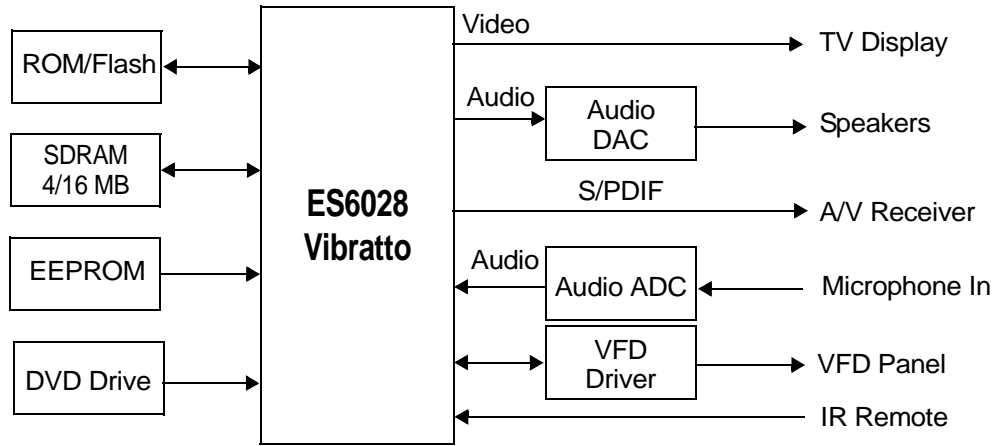 ROM/Flash
SDRAM
4/16 MB
EEPROM
DVD Drive
ES6028
Vibratto
Video
TV Display
Audio
Audio
DAC
Speakers
S/PDIF
A/V Receiver
Audio
Audio ADC
Microphone In
VFD
Driver
VFD Panel
IR Remote